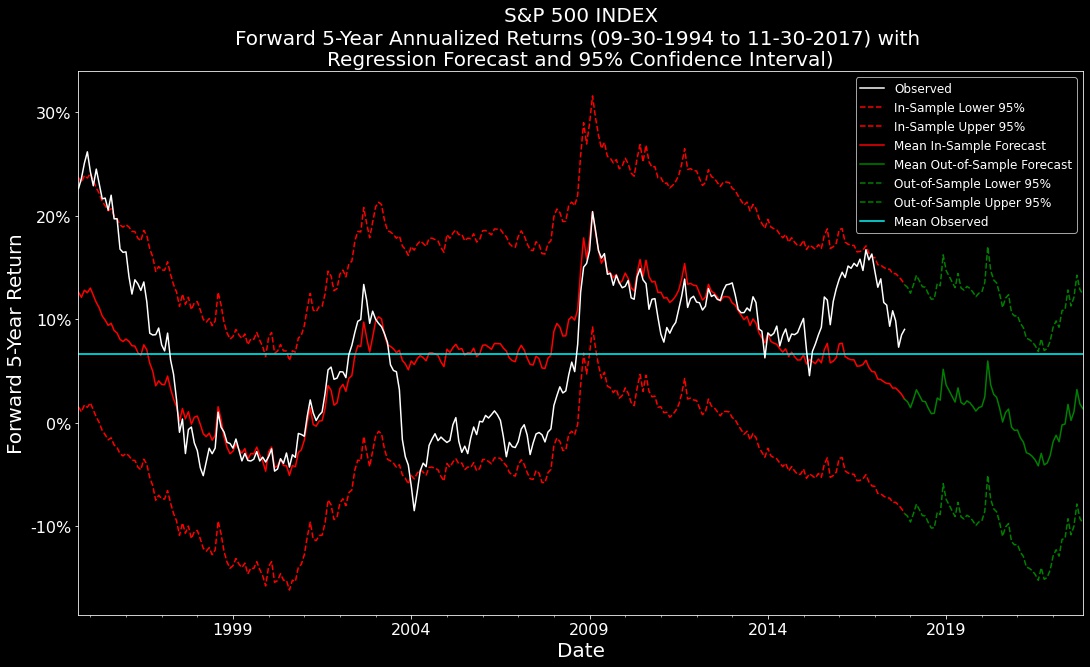 S&P 500 INDEX
Forward 5-Year Annualized Returns (09-30-1994 to 11-30-2017) with
Regression Forecast and 95% Confidence Interval)
Forward 5-Year Return
30%
20%
10%
0%
-10%
Observed
In-Sample Lower 95%
In-Sample Upper 95%
Mean In-Sample Forecast
Mean Out-of-Sample Forecast
Out-of-Sample Lower 95%
Out-of-Sample Upper 95%
Mean Observed
1999 2004 2009 2014 2019
Date